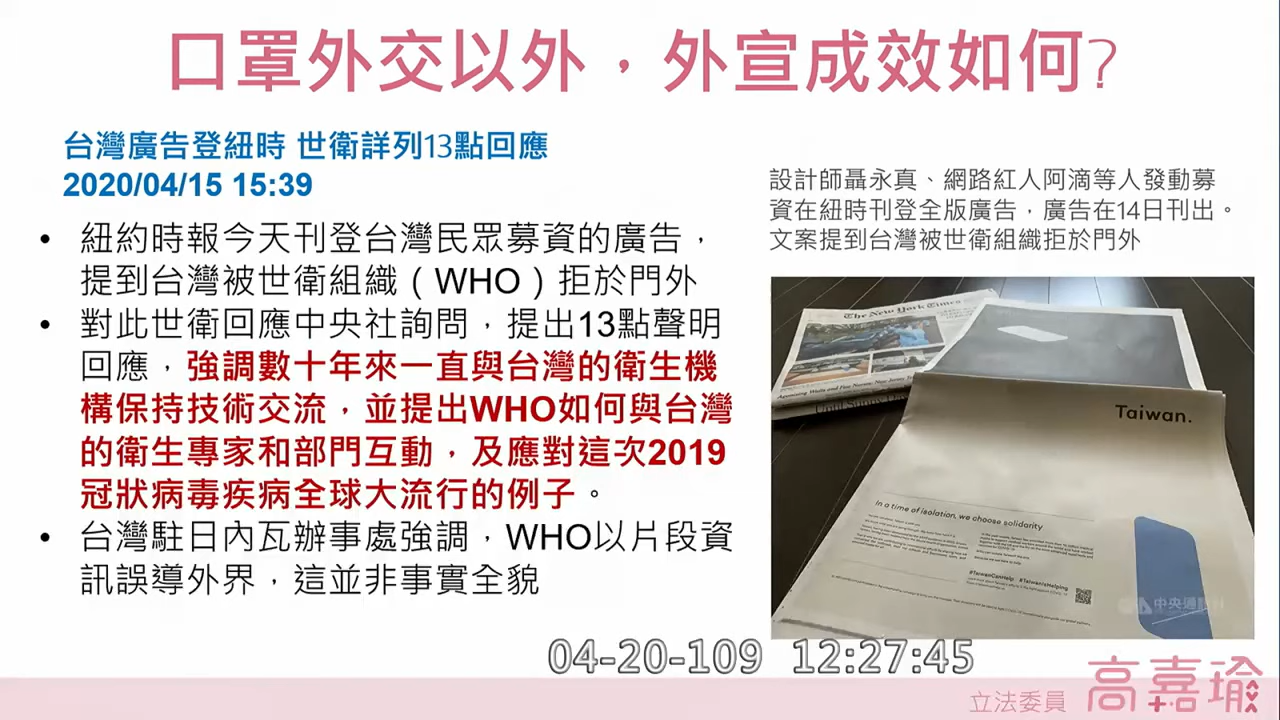 口罩外交以外，外宣成效如何?
台灣廣告登紐時 世衛詳列13點回應
2020/04/15 15:39
• 紐約時報今天刊登台灣民眾募資的廣告，
提到台灣被世衛組織（WHO）拒於門外
• 對此世衛回應中央社詢問，提出13點聲明
回應，強調數十年來一直與台灣的衛生機
構保持技術交流，並提出WHO如何與台灣
的衛生專家和部門互動，及應對這次2019
冠狀病毒疾病全球大流行的例子。
• 台灣駐日內瓦辦事處強調，WHO以片段資
訊誤導外界，這並非事實全貌
設計師聶永真、網路紅人阿滴等人發動募
資在紐時刊登全版廣告，廣告在14日刊出。
文案提到台灣被世衛組織拒於門外
The New York Times
Taiwan.
In a time of isolation, we choose solidarity
#TaiwanCanHelp #TaiwanIsHelping
中央通
04-20-109 12:27:45
立法委員 高嘉瑜